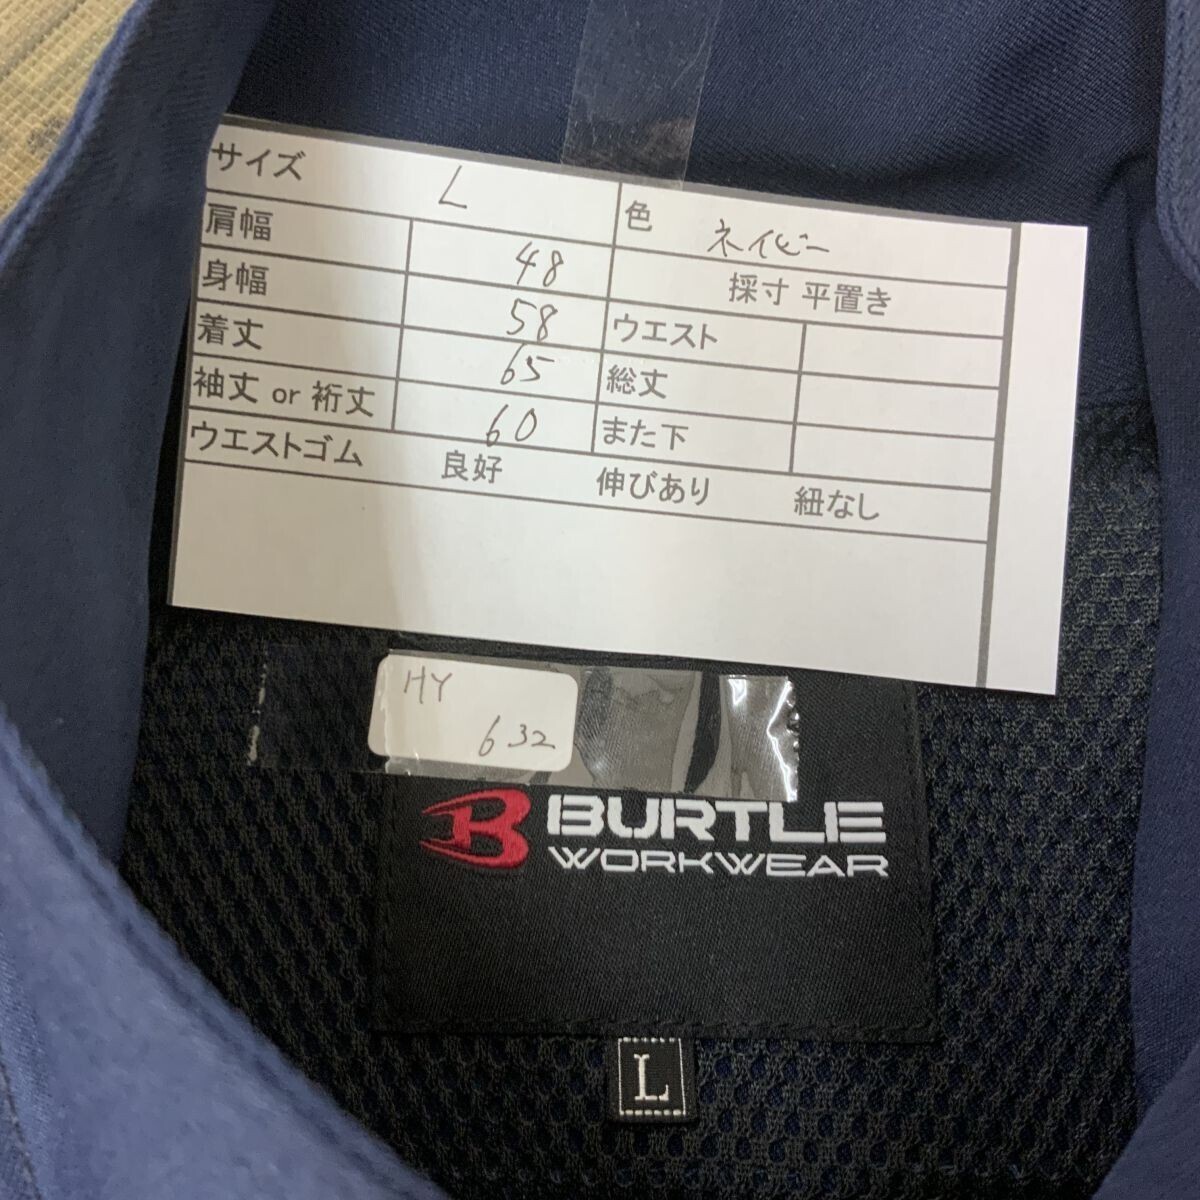 サイズ L 色 ネイビー
肩幅 48 採寸 平置き
身幅 58 ウエスト
着丈 65 総丈
袖丈 or 裄丈 60 また下
ウエストゴム 良好 伸びあり 紐なし
HY
632
BURTLE
WORKWEAR
L